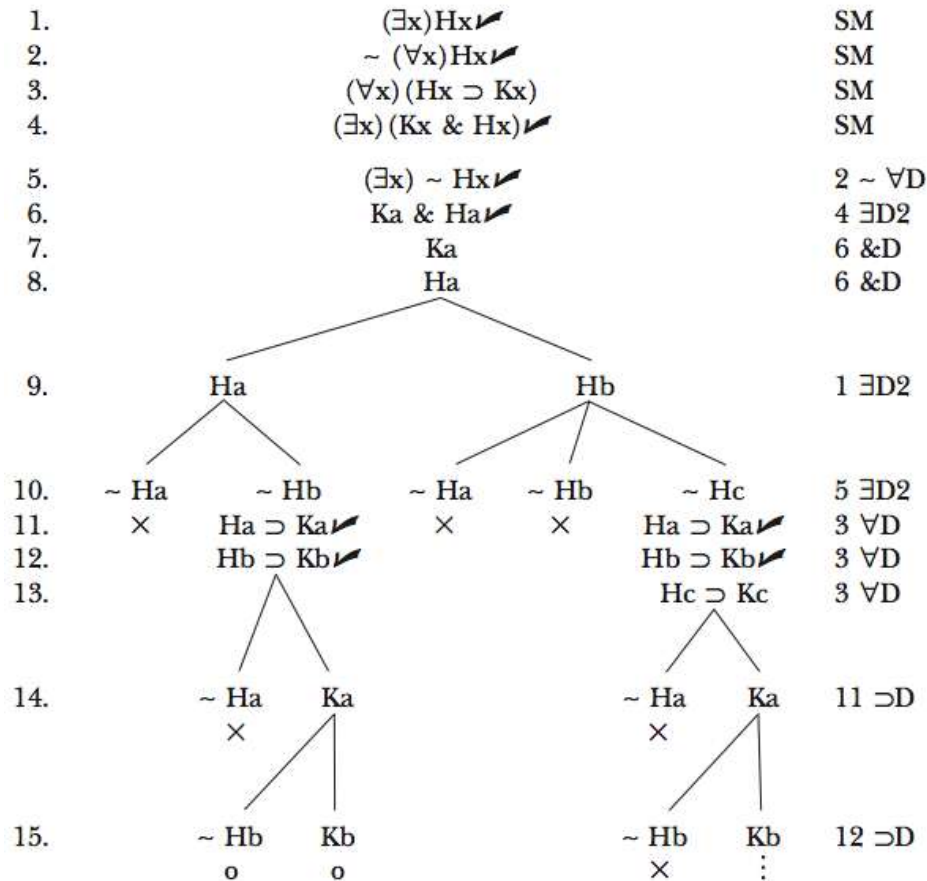 1. (∃x)Hx✔ SM
2. ~ (∀x)Hx✔ SM
3. (∀x)(Hx ⊃ Kx) SM
4. (∃x)(Kx & Hx)✔ SM
5. (∃x) ~ Hx✔ 2 ~ ∀D
6. Ka & Ha✔ 4 ∃D2
7. Ka 6 &D
8. Ha 6 &D
9. Ha Hb 1 ∃D2
10. ~ Ha ~ Hb ~ Ha ~ Hb ~ Hc 5 ∃D2
11. × Ha ⊃ Ka✔ × × Ha ⊃ Ka✔ 3 ∀D
12. Hb ⊃ Kb✔ Hb ⊃ Kb✔ 3 ∀D
13. Hc ⊃ Kc 3 ∀D
14. ~ Ha Ka ~ Ha Ka 11 ⊃D
× ×
15. ~ Hb Kb ~ Hb Kb 12 ⊃D
o o × ⋮